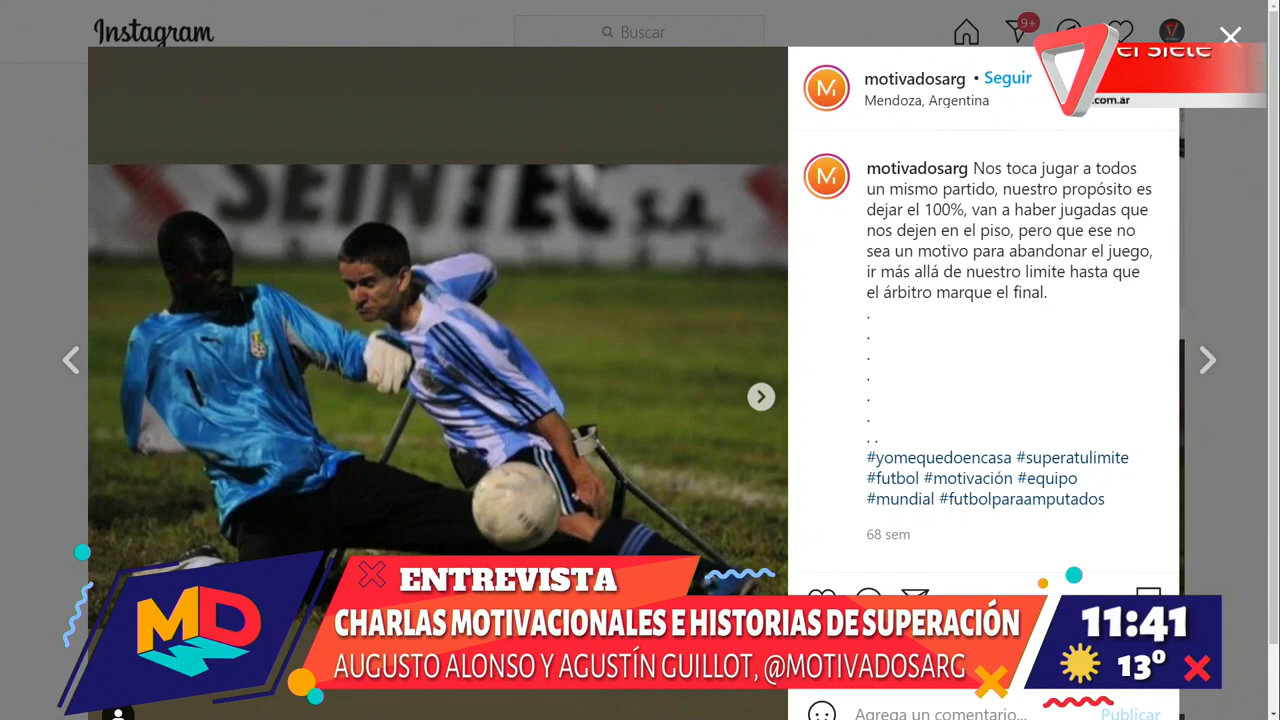 Instagram
Buscar
9+
el siete
.com.ar
motivadosarg • Seguir
Mendoza, Argentina
SEINTEC S.A.
motivadosarg Nos toca jugar a todos
un mismo partido, nuestro propósito es
dejar el 100%, van a haber jugadas que
nos dejen en el piso, pero que ese no
sea un motivo para abandonar el juego,
ir más allá de nuestro limite hasta que
el árbitro marque el final.
.
.
.
.
.
.
. .
#yomequedoencasa #superatulimite
#futbol #motivación #equipo
#mundial #futbolparaamputados
68 sem
ENTREVISTA
CHARLAS MOTIVACIONALES E HISTORIAS DE SUPERACIÓN
AUGUSTO ALONSO Y AGUSTÍN GUILLOT, @MOTIVADOSARG
MD
11:41
13º
Agrega un comentario...
Publicar